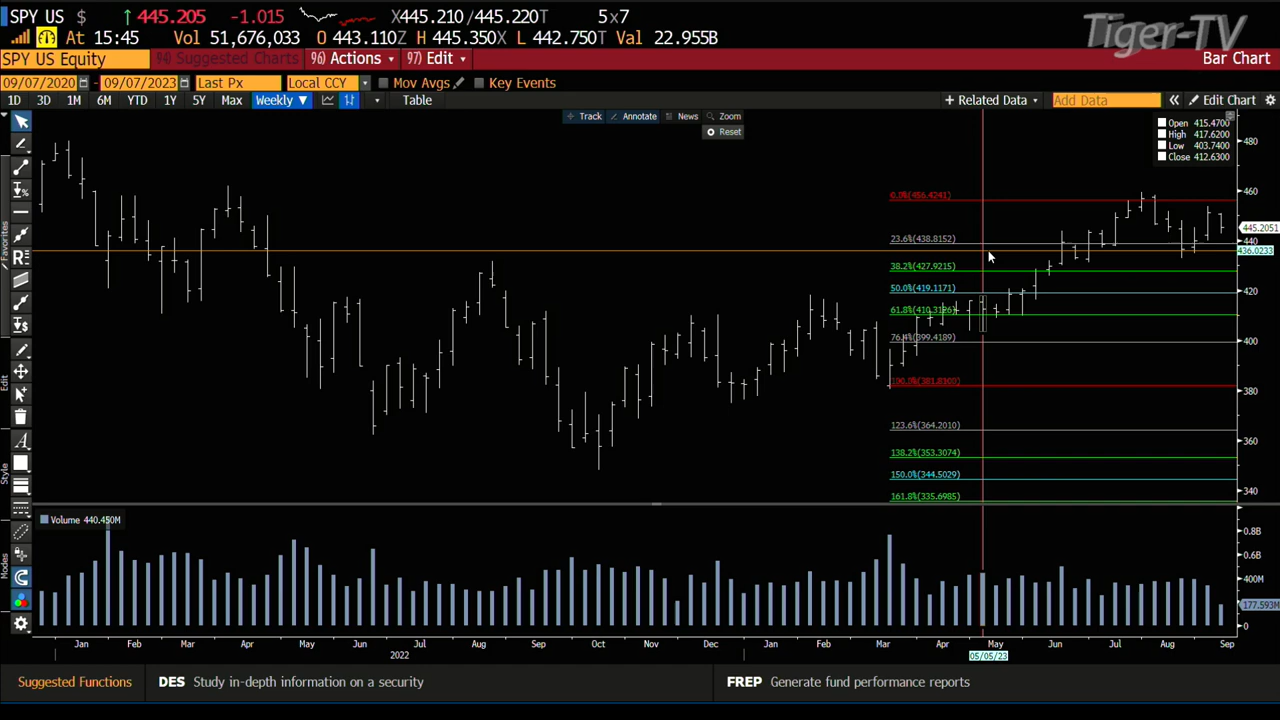 SPY US $ ↑ 445.205 -1.015 X445.210/445.220T 5x7
At 15:45 Vol 51,676,033 O 443.110Z H 445.350X L 442.750T Val 22.955B
Tiger-TV
SPY US Equity 94) Suggested Charts 96) Actions 97) Edit Bar Chart
09/07/2020 - 09/07/2023 Last Px Local CCY Mov Avgs Key Events
1D 3D 1M 6M YTD 1Y 5Y Max Weekly ▼ Table + Related Data Add Data « Edit Chart
Track Annotate News Zoom
Reset
Open 415.4700
High 417.6200
Low 403.7400
Close 412.6300
Favorites
Edit
Style
Modes
0.0%(456.4241)
23.6%(438.8152)
38.2%(427.9215)
50.0%(419.1171)
61.8%(410.3126)
76.4%(399.4189)
100.0%(381.8100)
123.6%(364.2010)
138.2%(353.3074)
150.0%(344.5029)
161.8%(335.6985)
480
460
445.2051
440
436.0233
420
400
380
360
340
Volume 440.450M
0.8B
0.6B
400M
177.593M
0
Jan Feb Mar Apr May Jun Jul Aug Sep Oct Nov Dec Jan Feb Mar Apr May Jun Jul Aug Sep
2022 05/05/23
Suggested Functions DES Study in-depth information on a security FREP Generate fund performance reports